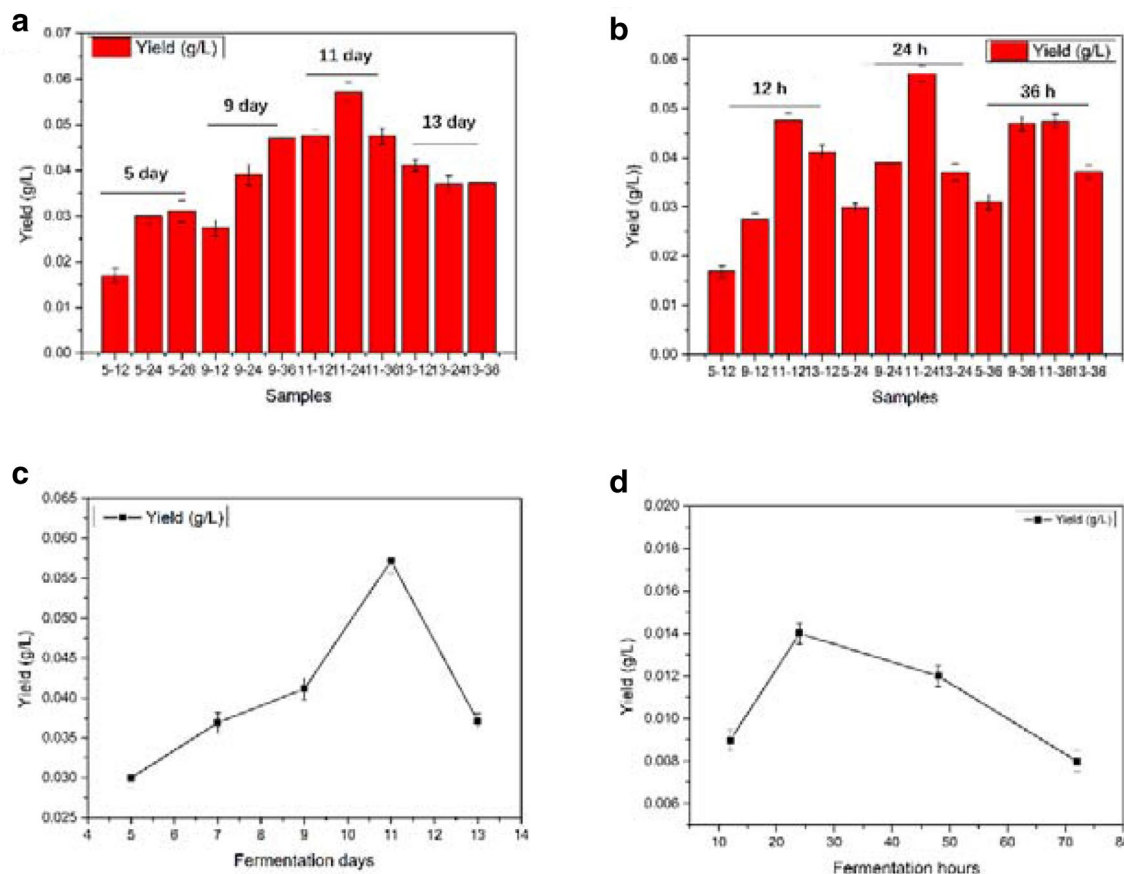 a
Yield (g/L)
5 day
9 day
11 day
13 day
0.07
0.06
0.05
0.04
0.03
0.02
0.01
0.00
Yield (g/L)
5-12 5-24 5-26 9-12 9-24 9-36 11-12 11-24 11-36 13-12 13-24 13-36
Samples
b
Yield (g/L)
12 h
24 h
36 h
0.06
0.05
0.04
0.03
0.02
0.01
0.00
Yield (g/L)
5-12 9-12 11-12 13-12 5-24 9-24 11-24 13-24 5-36 9-36 11-36 13-36
Samples
c
Yield (g/L)
0.065
0.060
0.055
0.050
0.045
0.040
0.035
0.030
0.025
Yield (g/L)
4 5 6 7 8 9 10 11 12 13 14
Fermentation days
d
Yield (g/L)
0.020
0.018
0.016
0.014
0.012
0.010
0.008
0.006
Yield (g/L)
10 20 30 40 50 60 70 80
Fermentation hours